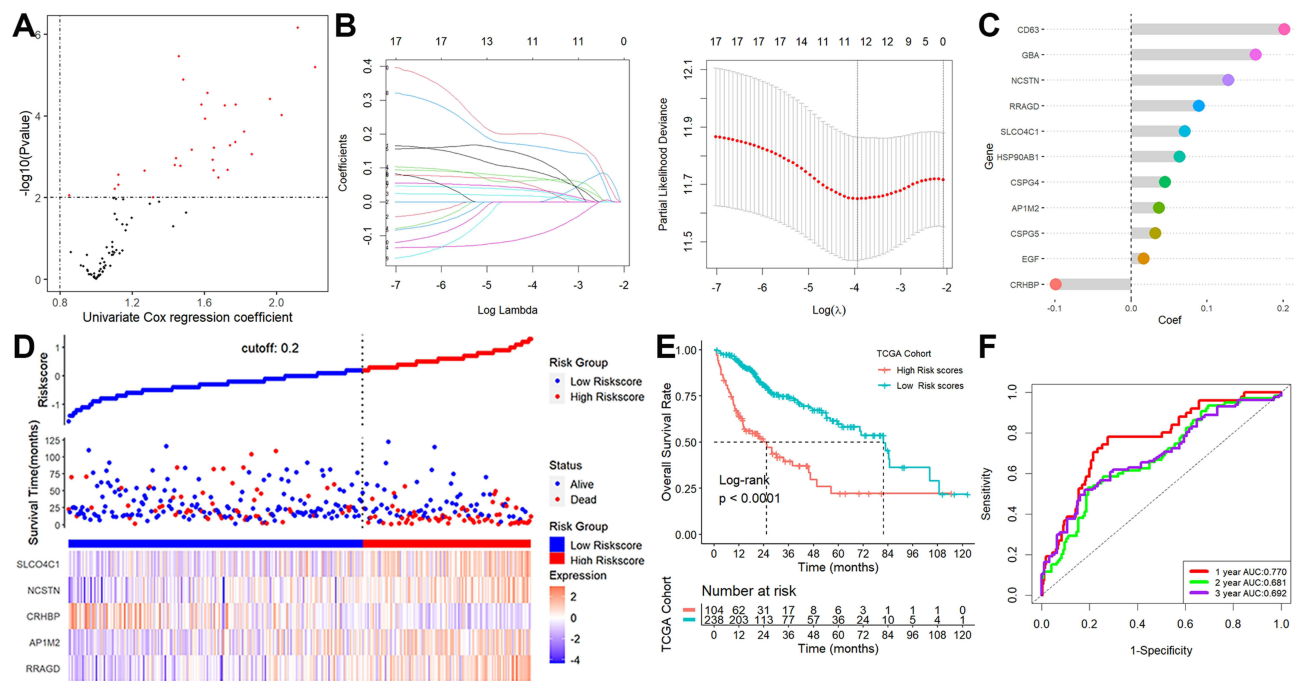 A
-log10(Pvalue)
6
4
2
0
0.8 1.2 1.6 2.0
Univariate Cox regression coefficient
B
17 17 13 11 11 0
Coefficients
0.4
0.3
0.2
0.1
0.0
-0.1
-7 -6 -5 -4 -3 -2
Log Lambda
17 17 17 17 14 11 11 12 12 9 5 0
Partial Likelihood Deviance
12.1
11.9
11.7
11.5
-7 -6 -5 -4 -3 -2
Log(λ)
C
Gene
CD63
GBA
NCSTN
RRAGD
SLCO4C1
HSP90AB1
CSPG4
AP1M2
CSPG5
EGF
CRHBP
-0.1 0.0 0.1 0.2
Coef
D
cutoff: 0.2
Riskscore
1
0
-1
Risk Group
Low Riskscore
High Riskscore
Survival Time(months)
125
100
75
50
25
0
Status
Alive
Dead
Risk Group
Low Riskscore
High Riskscore
SLCO4C1
NCSTN
CRHBP
AP1M2
RRAGD
Expression
2
0
-2
-4
E
TCGA Cohort
High Risk scores
Low Risk scores
Overall Survival Rate
1.00
0.75
0.50
0.25
0.00
Log-rank
p < 0.0001
0 12 24 36 48 60 72 84 96 108 120
Time (months)
Number at risk
TCGA Cohort
104 62 31 17 8 6 3 1 1 1 0
238 203 113 77 57 36 24 10 5 4 1
0 12 24 36 48 60 72 84 96 108 120
Time (months)
F
Sensitivity
1.0
0.8
0.6
0.4
0.2
0.0
1 year AUC:0.770
2 year AUC:0.681
3 year AUC:0.692
0.0 0.2 0.4 0.6 0.8 1.0
1-Specificity